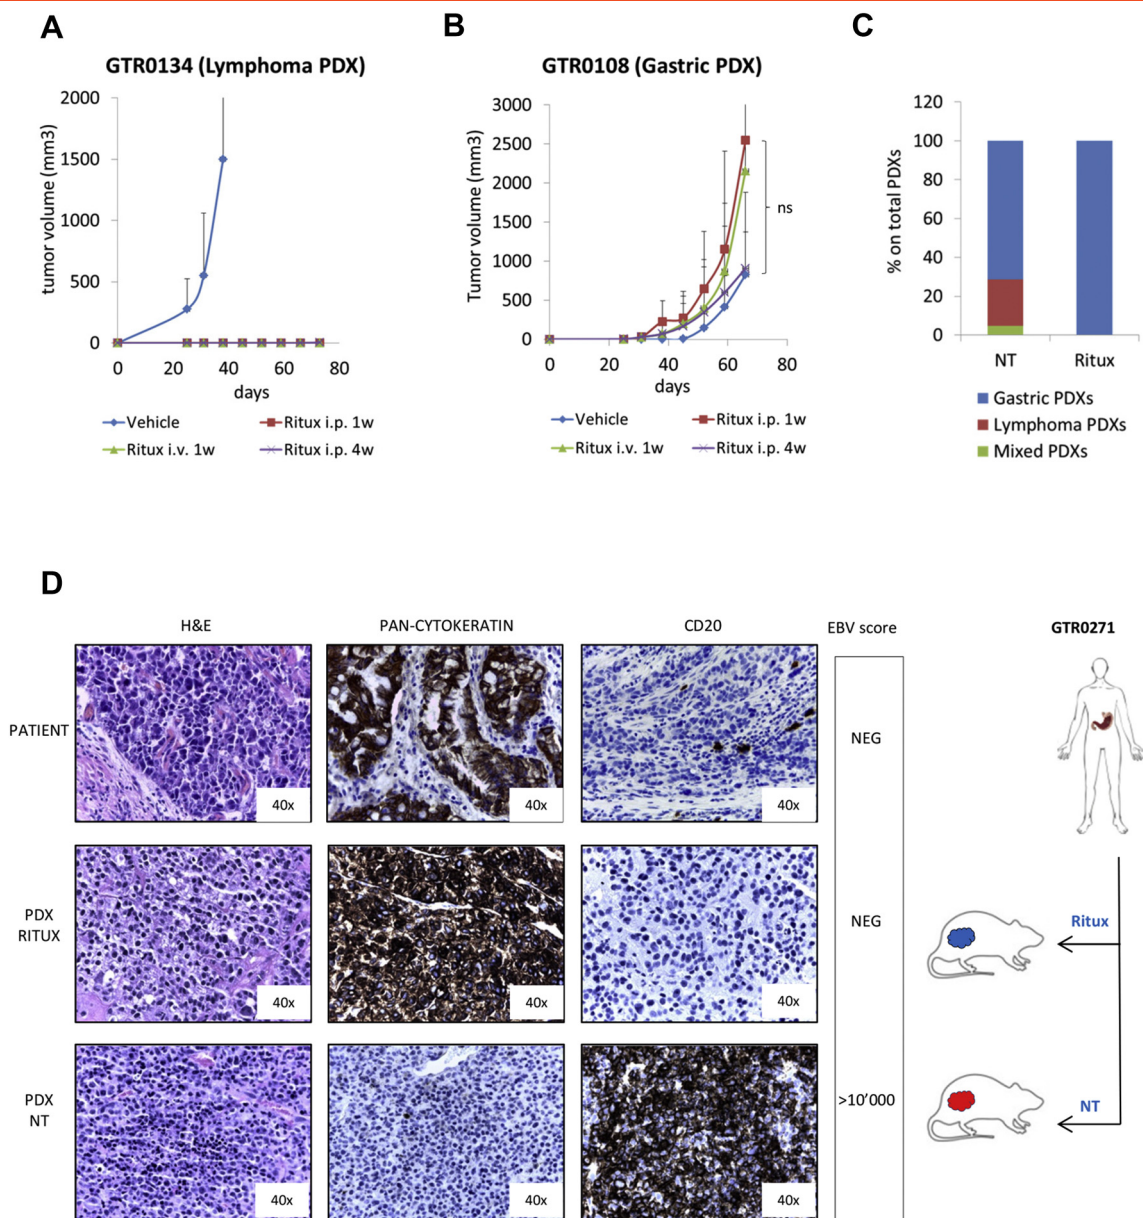 A
B
C
GTR0134 (Lymphoma PDX)
GTR0108 (Gastric PDX)
tumor volume (mm3)
2000
1500
1000
500
0
0 20 40 60 80
days
Vehicle
Ritux i.p. 1w
Ritux i.v. 1w
Ritux i.p. 4w
Tumor volume (mm3)
3000
2500
2000
1500
1000
500
0
ns
0 20 40 60 80
days
Vehicle
Ritux i.p. 1w
Ritux i.v. 1w
Ritux i.p. 4w
% on total PDXs
120
100
80
60
40
20
0
NT Ritux
Gastric PDXs
Lymphoma PDXs
Mixed PDXs
D
H&E PAN-CYTOKERATIN CD20 EBV score GTR0271
PATIENT
40x 40x 40x
NEG
PDX
RITUX
40x 40x 40x
NEG
Ritux
PDX
NT
40x 40x 40x
>10'000
NT